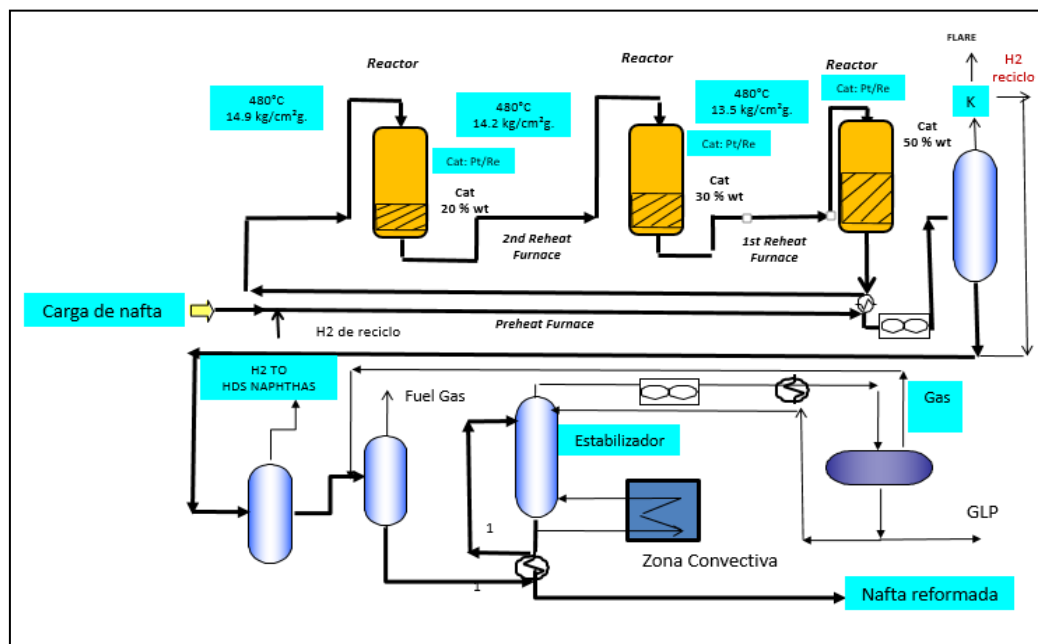 FLARE
H2
reciclo
Reactor
Reactor
Reactor
480°C
14.9 kg/cm²g.
480°C
14.2 kg/cm²g.
480°C
13.5 kg/cm²g.
Cat: Pt/Re
K
Cat
50 % wt
Cat: Pt/Re
Cat: Pt/Re
Cat
20 % wt
Cat
30 % wt
2nd Reheat
Furnace
1st Reheat
Furnace
Carga de nafta
H2 de reciclo
Preheat Furnace
H2 TO
HDS NAPHTHAS
Fuel Gas
Gas
Estabilizador
GLP
1
Zona Convectiva
1
Nafta reformada